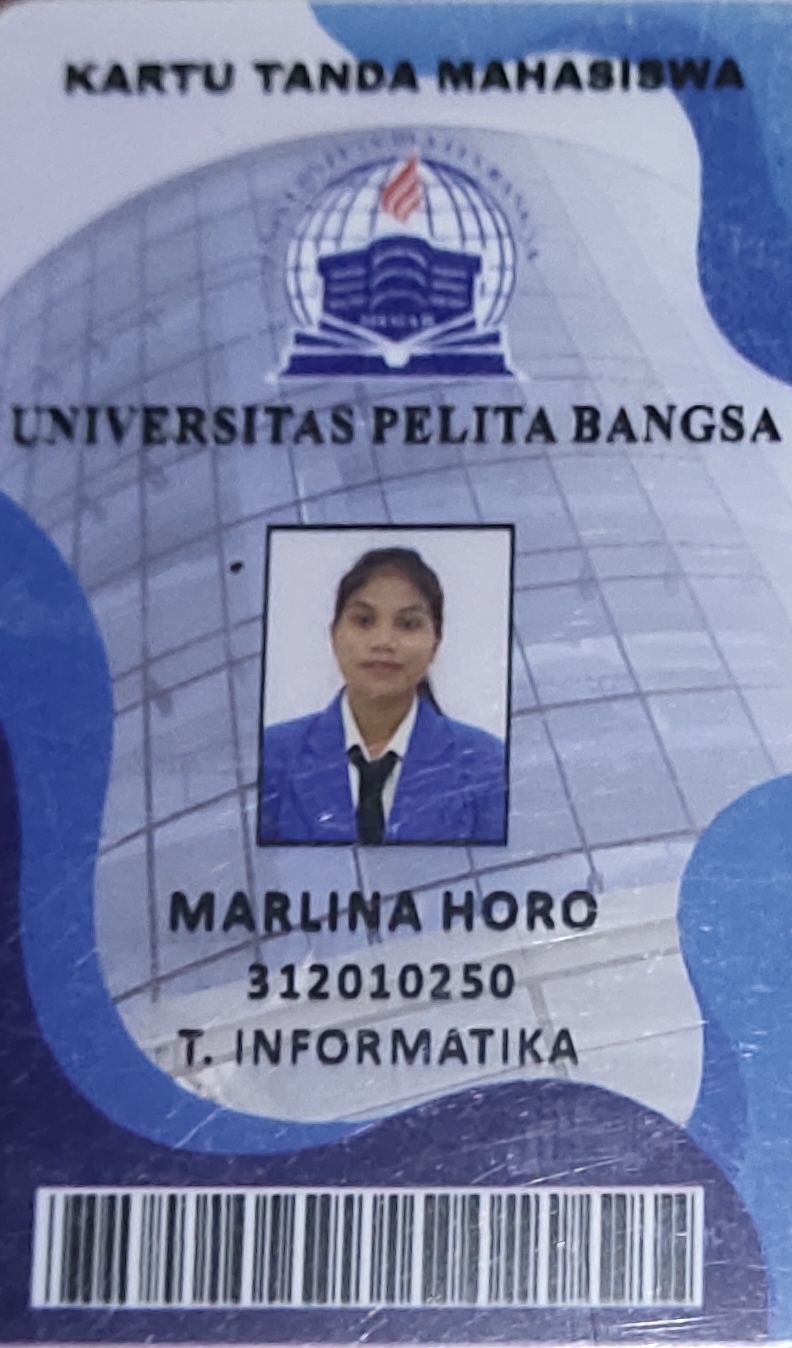 KARTU TANDA MAHASISWA
UNIVERSITAS PELITA BANGSA
MARLINA HORO
312010250
T. INFORMATIKA